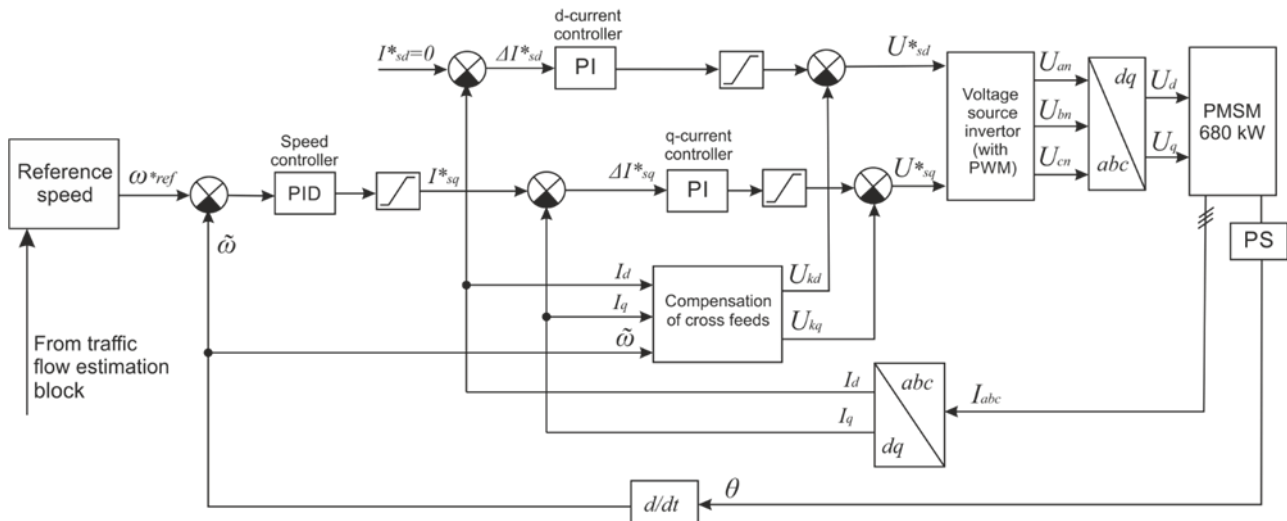 d-current
controller
I*sd=0
ΔI*sd
PI
U*sd
Voltage
source
invertor
(with
PWM)
Uan
Ubn
Ucn
dq
abc
Ud
Uq
PMSM
680 kW
PS
Reference
speed
ω*ref
Speed
controller
PID
I*sq
ΔI*sq
q-current
controller
PI
U*sq
ω̃
Id
Iq
ω̃
Compensation
of cross feeds
Ukd
Ukq
From traffic
flow estimation
block
Id
Iq
abc
dq
Iabc
d/dt
θ